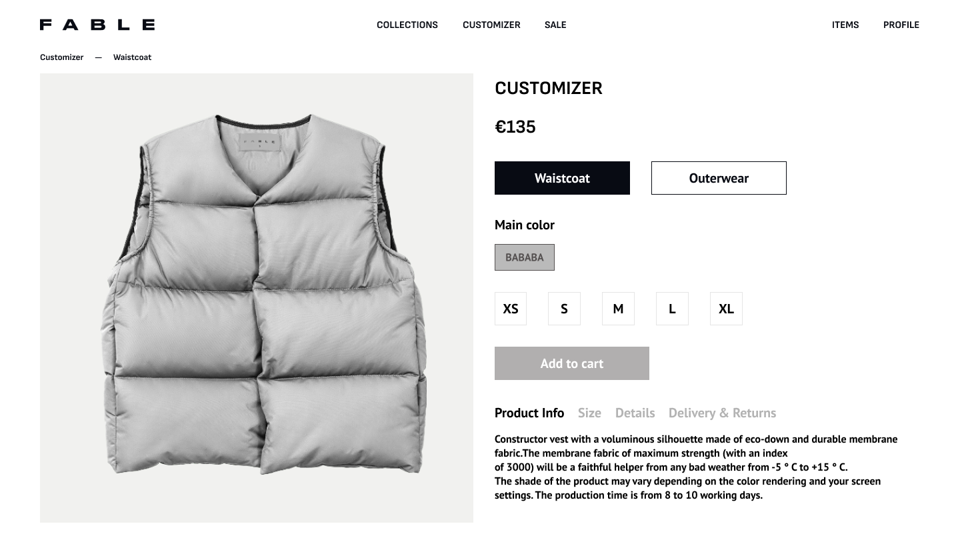 FABLE
COLLECTIONS CUSTOMIZER SALE
ITEMS PROFILE
Customizer — Waistcoat
CUSTOMIZER
€135
Waistcoat Outerwear
Main color
BABABA
XS S M L XL
Add to cart
Product Info Size Details Delivery & Returns
Constructor vest with a voluminous silhouette made of eco-down and durable membrane
fabric.The membrane fabric of maximum strength (with an index
of 3000) will be a faithful helper from any bad weather from -5 ° C to +15 ° C.
The shade of the product may vary depending on the color rendering and your screen
settings. The production time is from 8 to 10 working days.